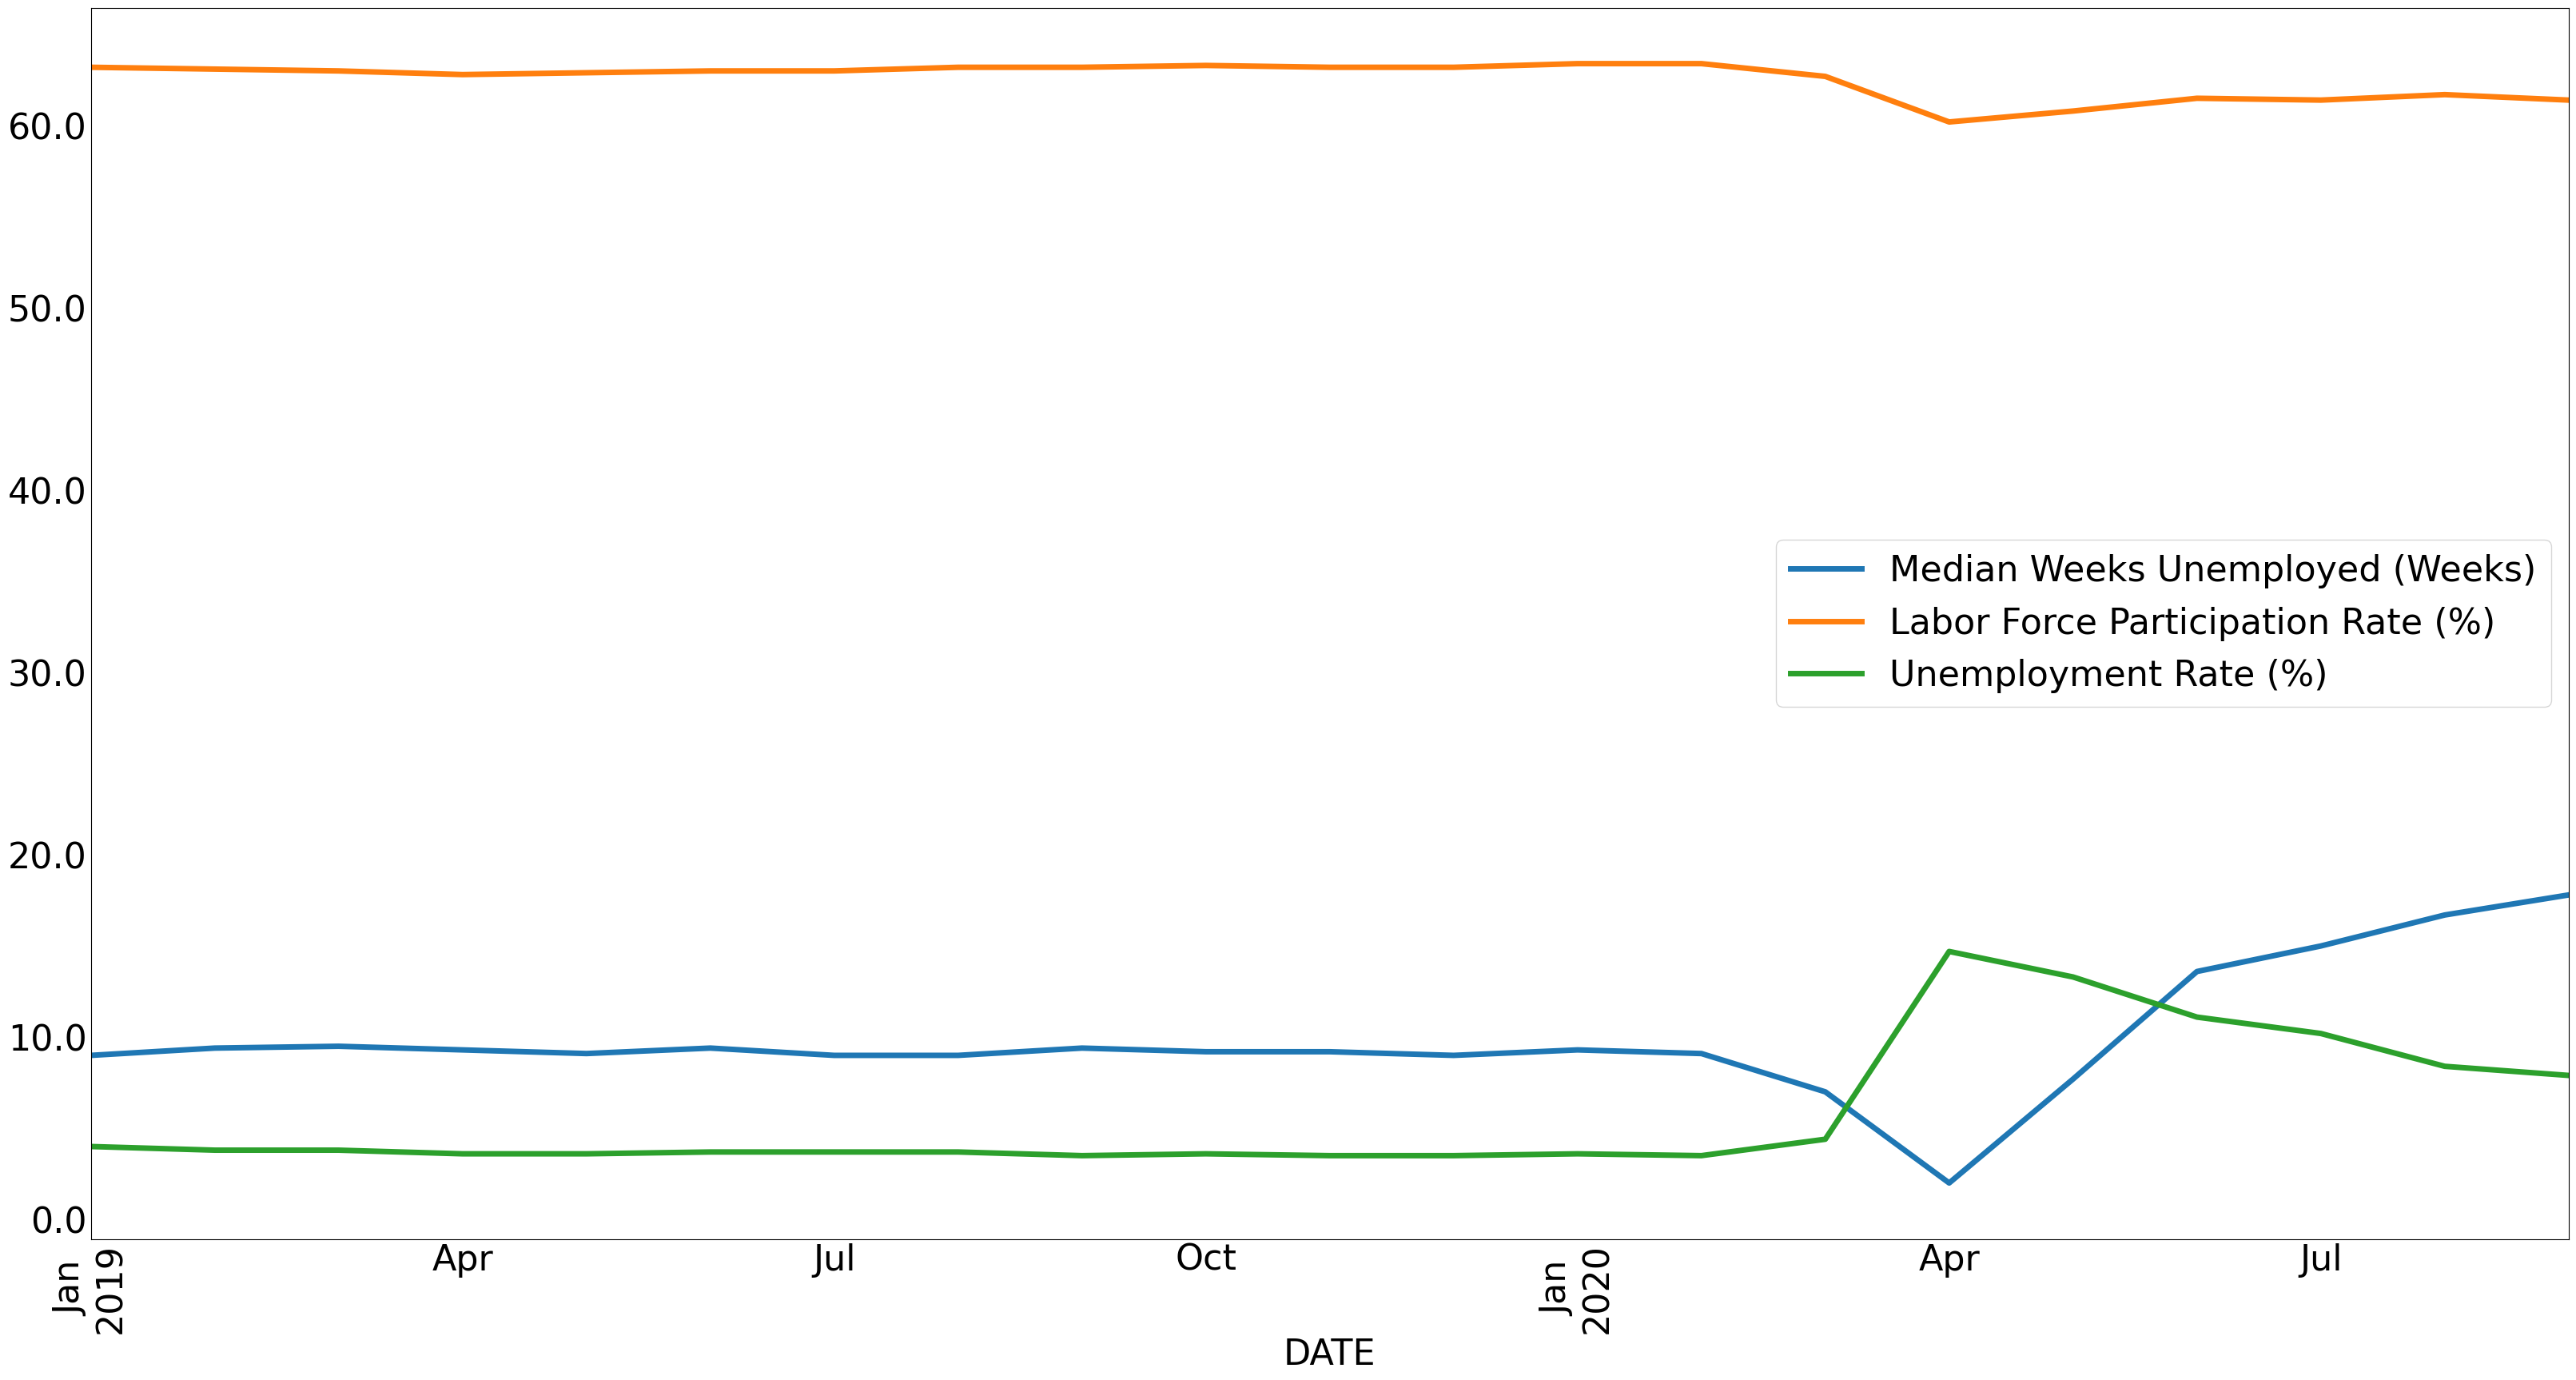 60.0
50.0
40.0
30.0
20.0
10.0
0.0
Median Weeks Unemployed (Weeks)
Labor Force Participation Rate (%)
Unemployment Rate (%)
Jan
2019
Apr
Jul
Oct
Jan
2020
Apr
Jul
DATE